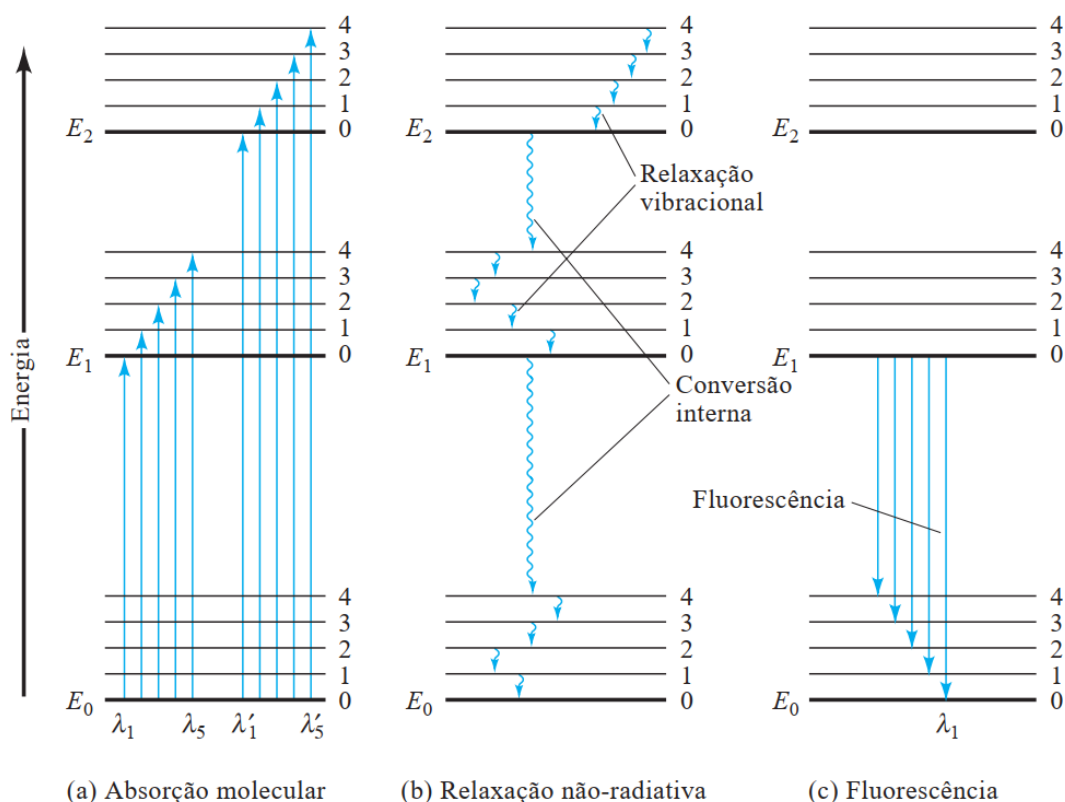 Energia
4
3
2
1
E₂ 0
4
3
2
1
E₁ 0
4
3
2
1
E₀ 0
λ₁ λ₅ λ′₁ λ′₅
(a) Absorção molecular
4
3
2
1
E₂ 0
Relaxação
vibracional
4
3
2
1
E₁ 0
Conversão
interna
4
3
2
1
E₀ 0
(b) Relaxação não-radiativa
4
3
2
1
E₂ 0
4
3
2
1
E₁ 0
Fluorescência
4
3
2
1
E₀ 0
λ₁
(c) Fluorescência